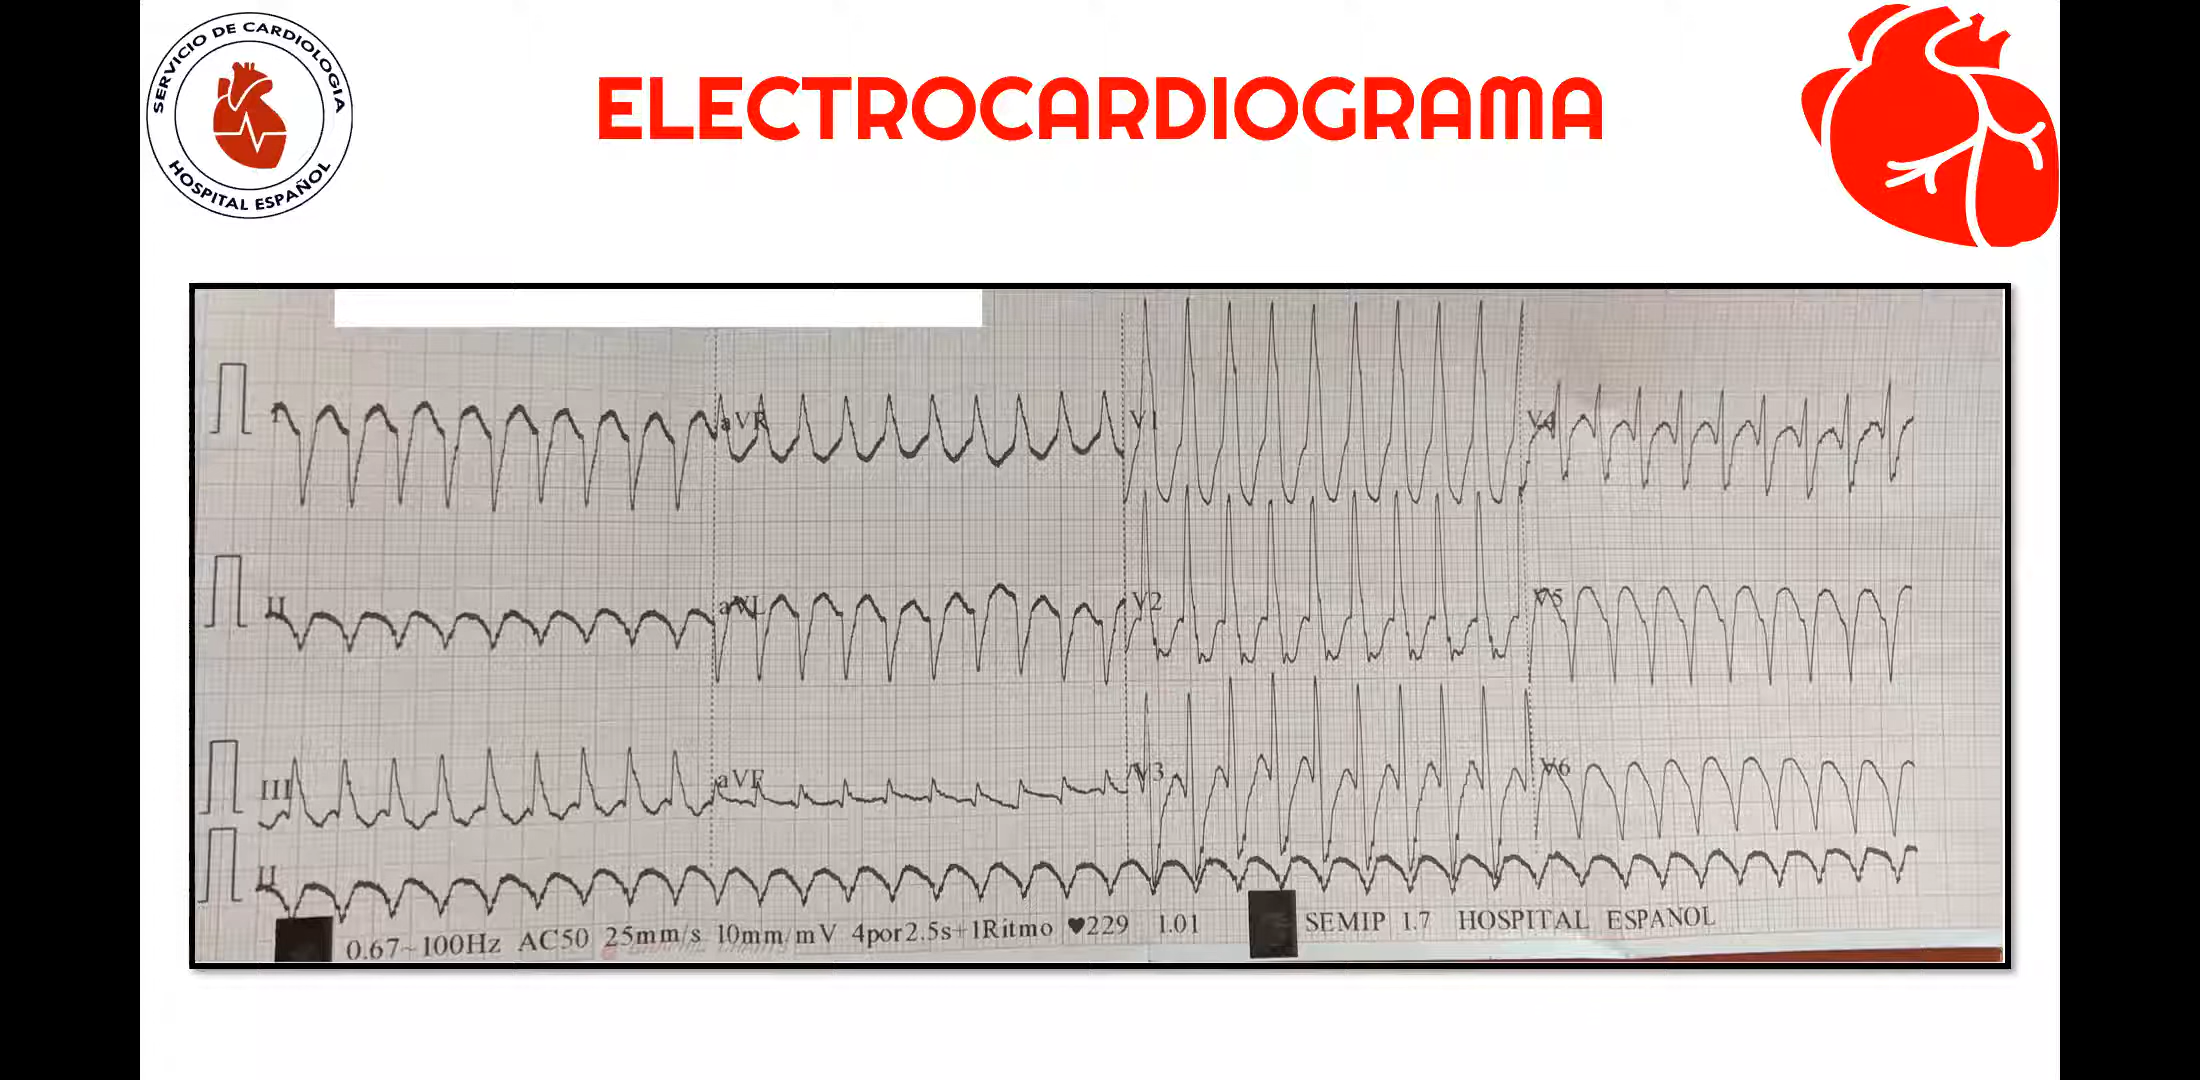 SERVICIO DE CARDIOLOGIA
HOSPITAL ESPAÑOL
ELECTROCARDIOGRAMA
I aVR V1 V4
II aVL V2 V5
III aVF V3 V6
II
0.67~100Hz AC50 25mm/s 10mm/mV 4por2.5s+1Ritmo ♥229 1.01 SEMIP 1.7 HOSPITAL ESPANOL